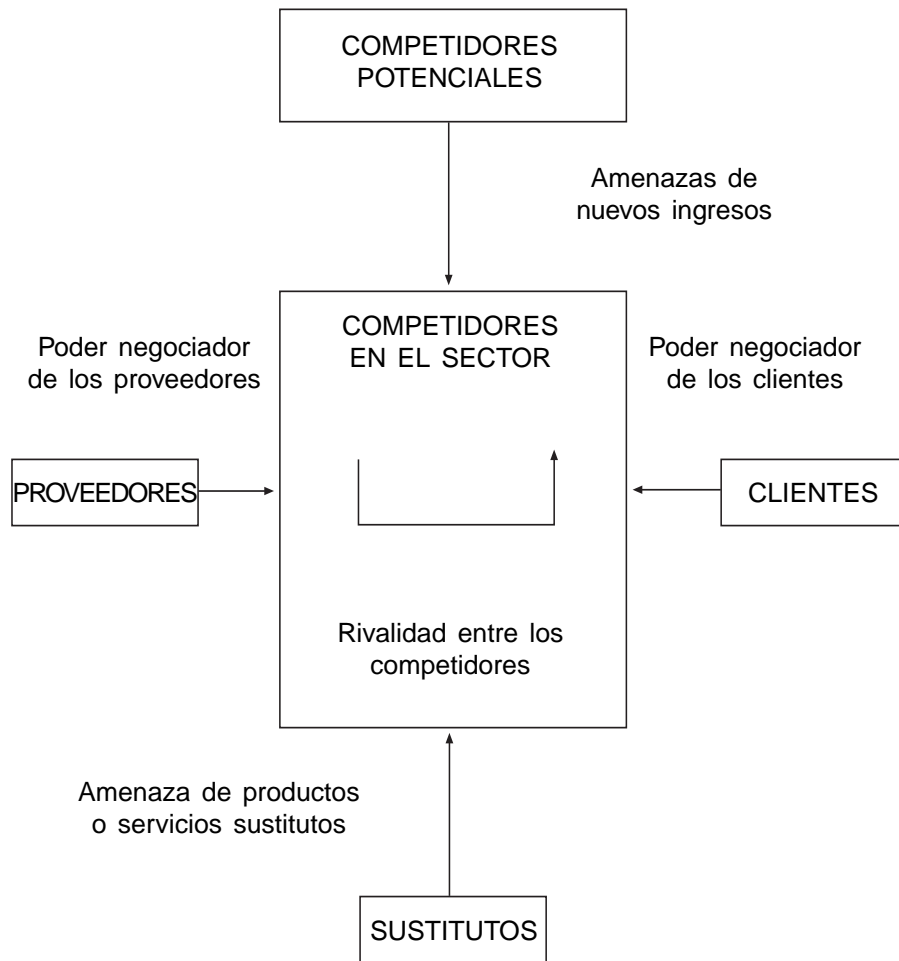 COMPETIDORES
POTENCIALES
Amenazas de
nuevos ingresos
COMPETIDORES
EN EL SECTOR
Poder negociador
de los proveedores
Poder negociador
de los clientes
PROVEEDORES
CLIENTES
Rivalidad entre los
competidores
Amenaza de productos
o servicios sustitutos
SUSTITUTOS